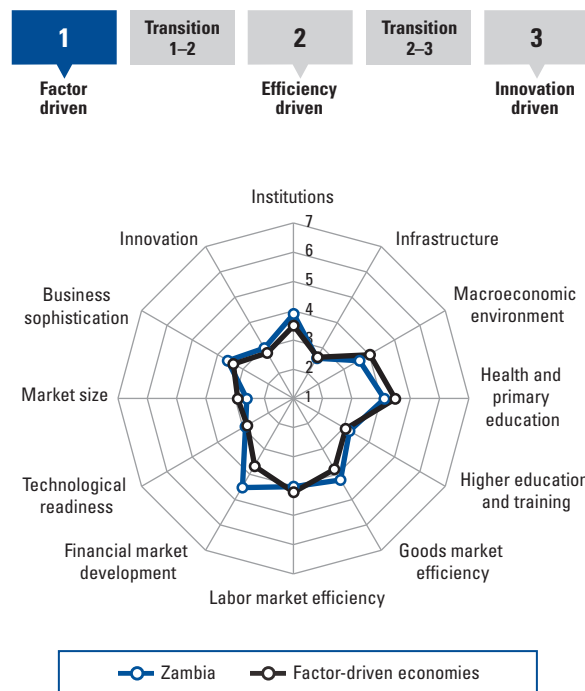 1
Transition
1–2
2
Transition
2–3
3
Factor
driven
Efficiency
driven
Innovation
driven
Institutions
7
6
5
4
3
2
1
Innovation
Infrastructure
Business
sophistication
Macroeconomic
environment
Market size
Health and
primary
education
Technological
readiness
Higher education
and training
Financial market
development
Goods market
efficiency
Labor market efficiency
Zambia
Factor-driven economies